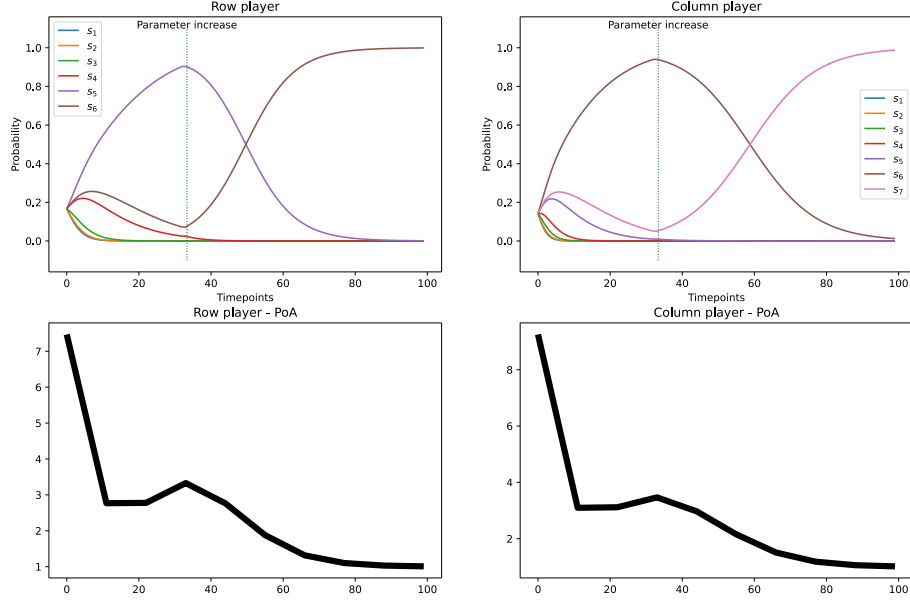 Row player
Parameter increase
1.0
0.8
0.6
0.4
0.2
0.0
Probability
s1
s2
s3
s4
s5
s6
0 20 40 60 80 100
Timepoints
Column player
Parameter increase
1.0
0.8
0.6
0.4
0.2
0.0
Probability
s1
s2
s3
s4
s5
s6
s7
0 20 40 60 80 100
Timepoints
Row player - PoA
7
6
5
4
3
2
1
0 20 40 60 80 100
Column player - PoA
8
6
4
2
0 20 40 60 80 100